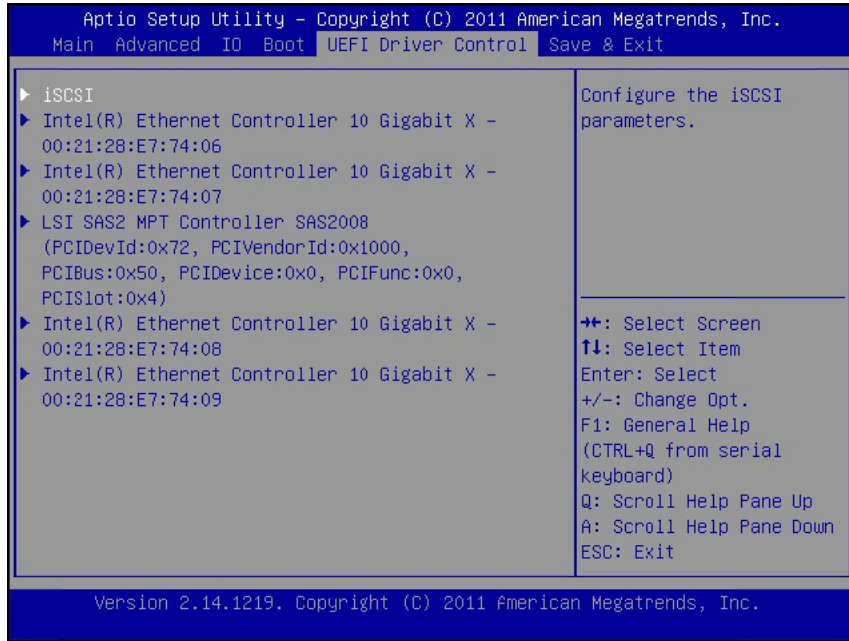 Aptio Setup Utility – Copyright (C) 2011 American Megatrends, Inc.
Main Advanced IO Boot UEFI Driver Control Save & Exit
▶ iSCSI
▶ Intel(R) Ethernet Controller 10 Gigabit X –
00:21:28:E7:74:06
▶ Intel(R) Ethernet Controller 10 Gigabit X –
00:21:28:E7:74:07
▶ LSI SAS2 MPT Controller SAS2008
(PCIDevId:0x72, PCIVendorId:0x1000,
PCIBus:0x50, PCIDevice:0x0, PCIFunc:0x0,
PCISlot:0x4)
▶ Intel(R) Ethernet Controller 10 Gigabit X –
00:21:28:E7:74:08
▶ Intel(R) Ethernet Controller 10 Gigabit X –
00:21:28:E7:74:09
Configure the iSCSI
parameters.
→←: Select Screen
↑↓: Select Item
Enter: Select
+/-: Change Opt.
F1: General Help
(CTRL+Q from serial
keyboard)
Q: Scroll Help Pane Up
A: Scroll Help Pane Down
ESC: Exit
Version 2.14.1219. Copyright (C) 2011 American Megatrends, Inc.